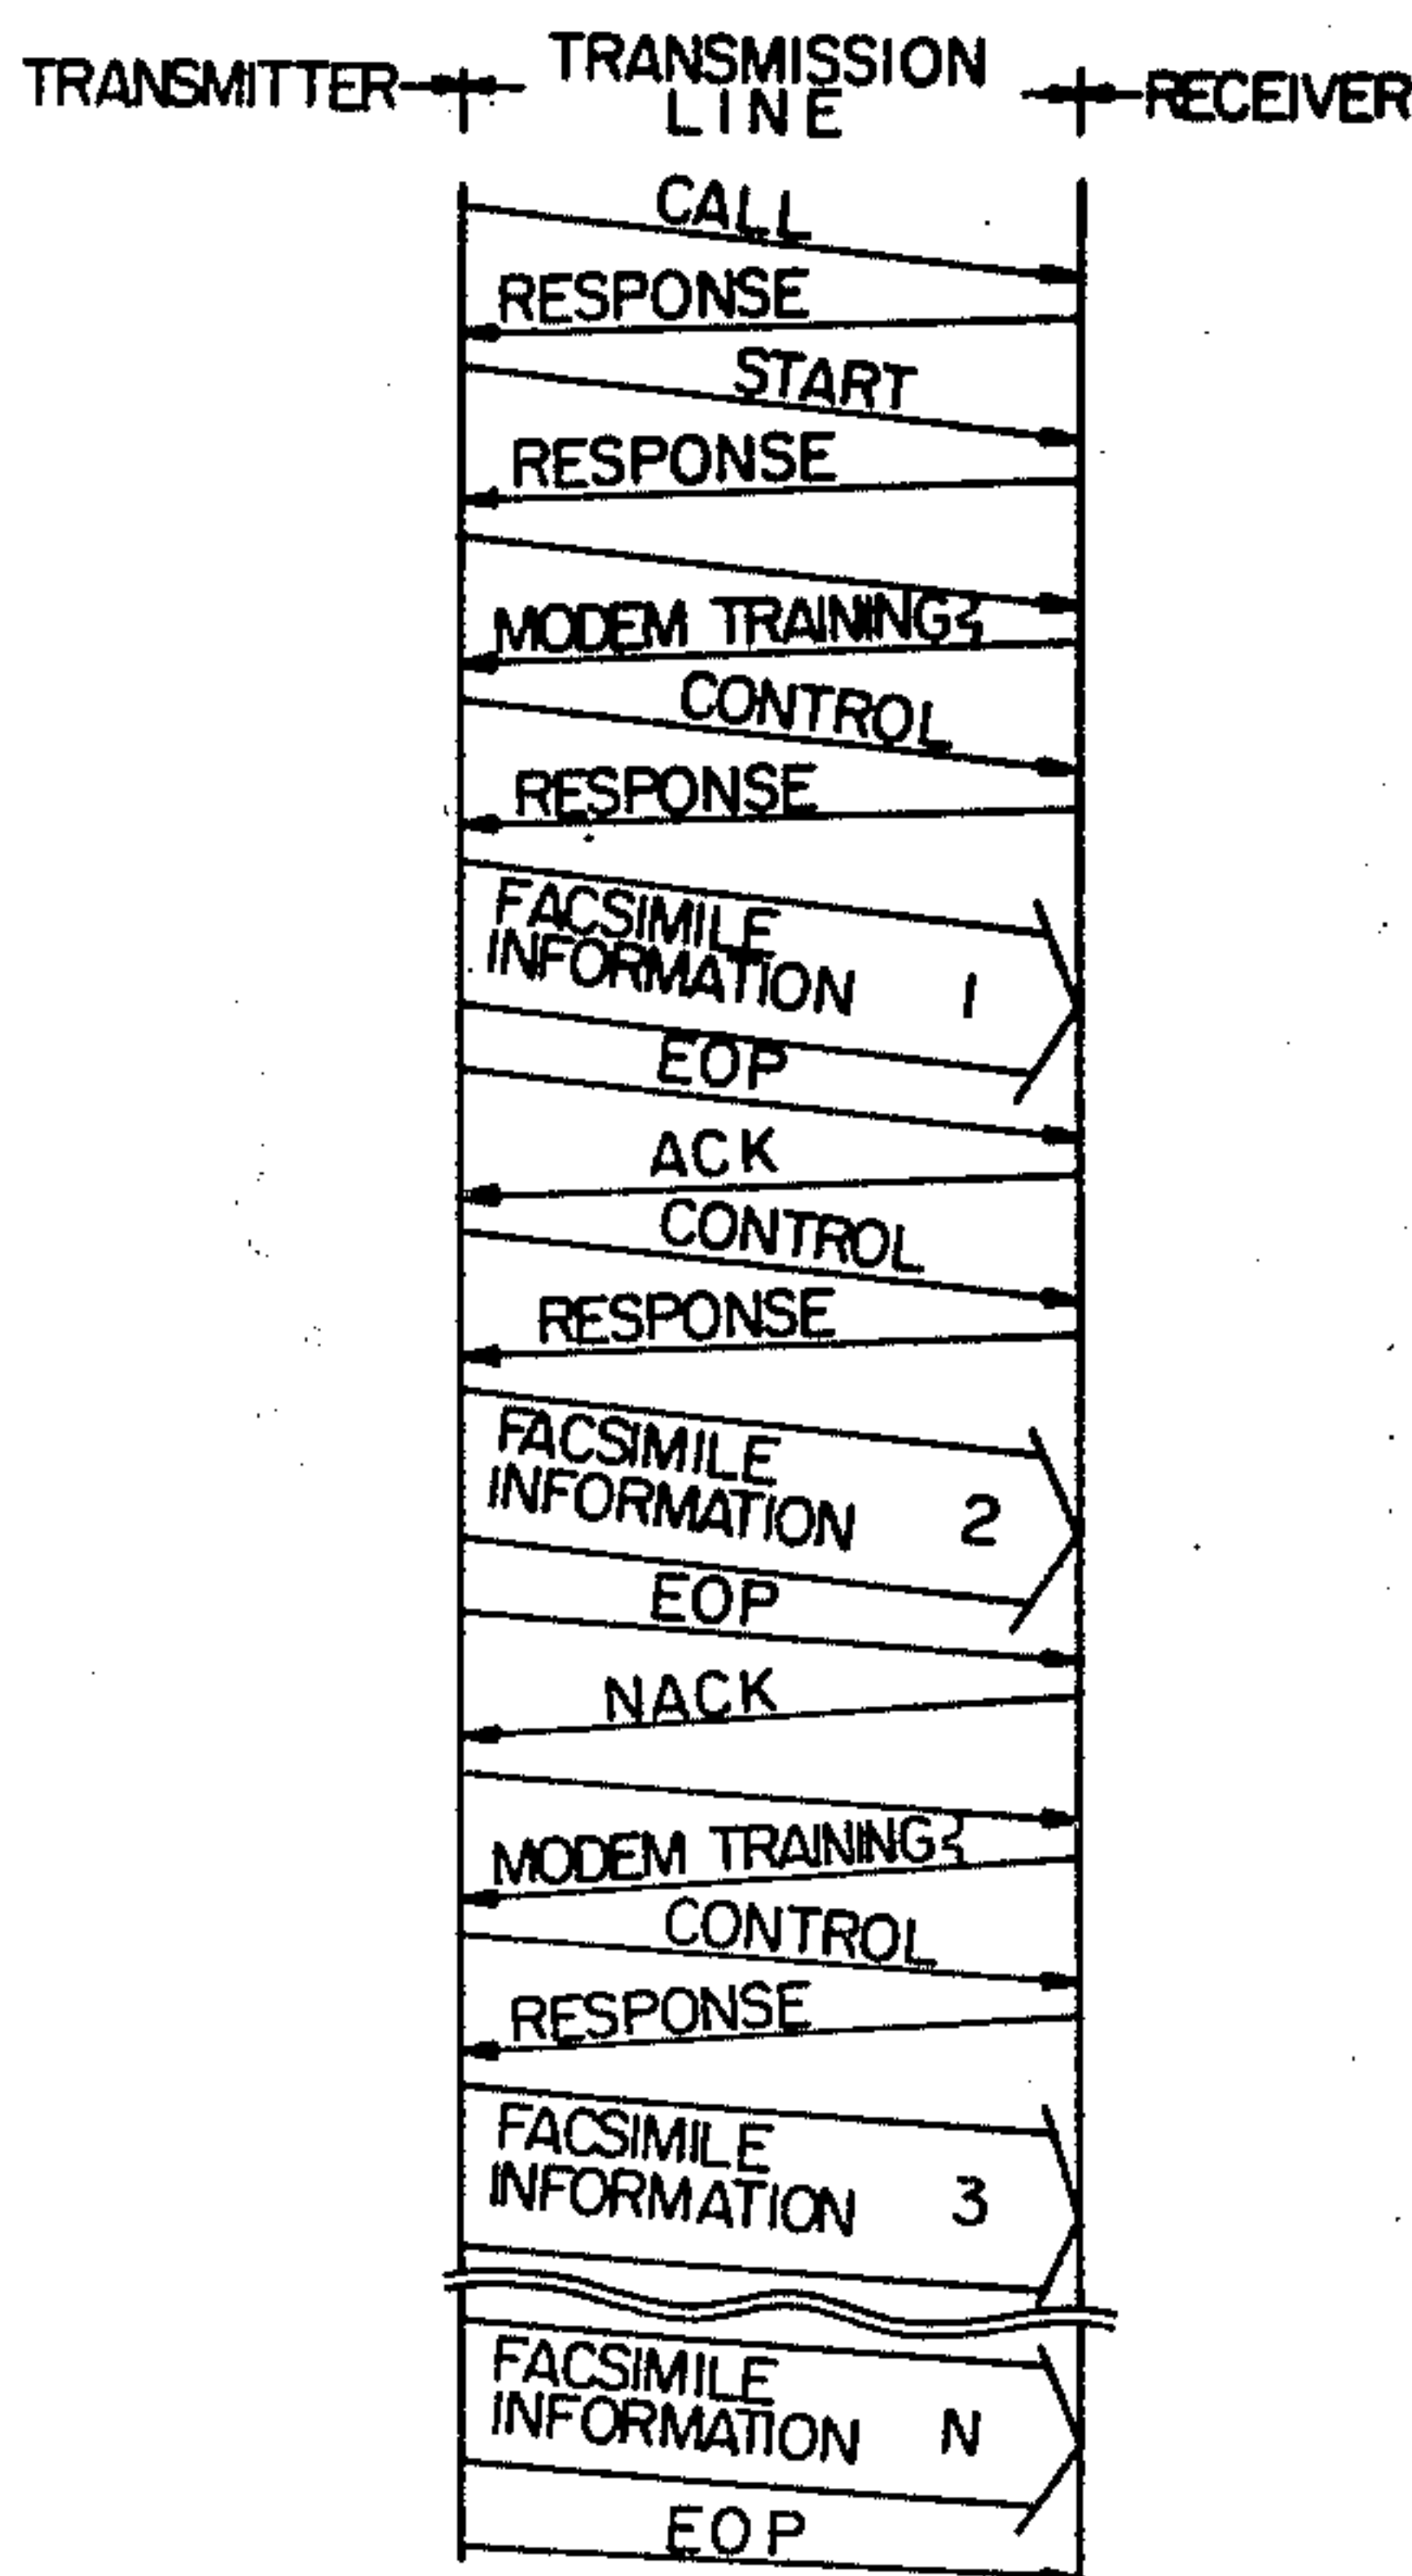 TRANSMITTER
TRANSMISSION
LINE
RECEIVER
CALL
RESPONSE
START
RESPONSE
MODEM TRAINING
CONTROL
RESPONSE
FACSIMILE
INFORMATION 1
EOP
ACK
CONTROL
RESPONSE
FACSIMILE
INFORMATION 2
EOP
NACK
MODEM TRAINING
CONTROL
RESPONSE
FACSIMILE
INFORMATION 3
FACSIMILE
INFORMATION N
EOP